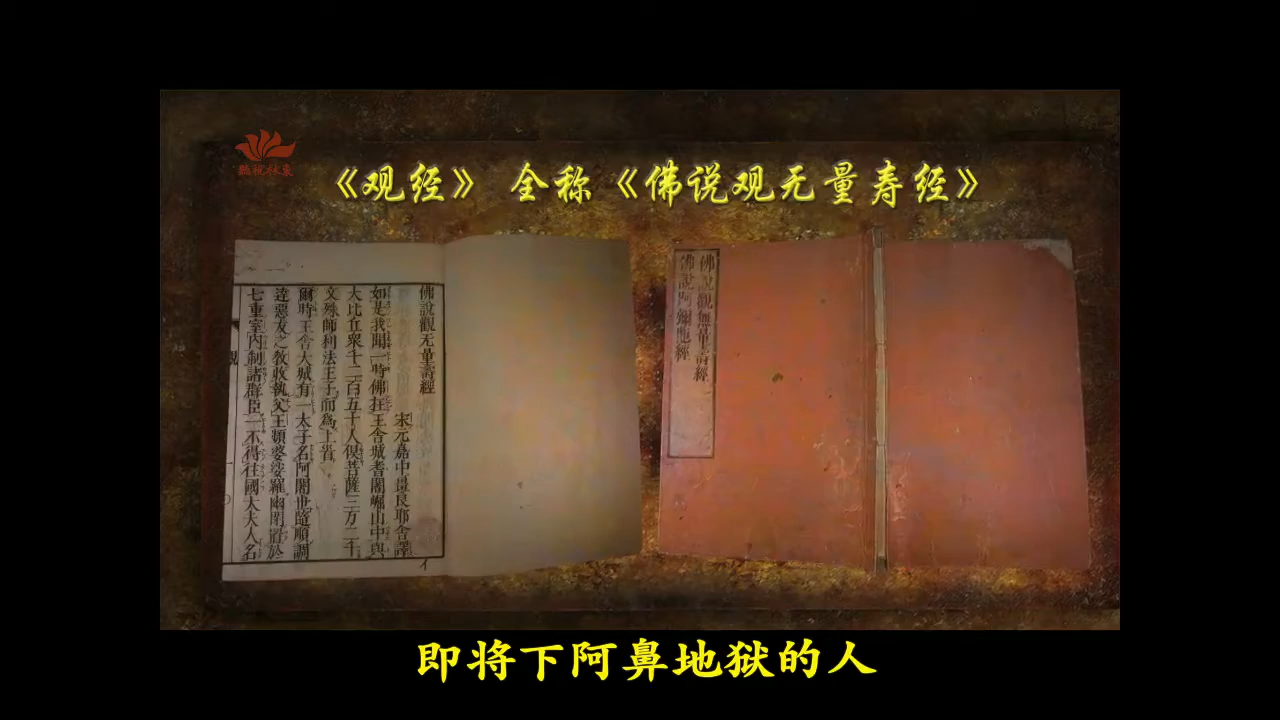 《观经》 全称《佛说观无量寿经》
佛說觀无量壽經
宋元嘉中畺良耶舍譯
如是我聞一時佛在王舍城耆闍崛山中與
大比丘衆千二百五十人俱菩薩三万二千
文殊師利法王子而為上首
爾時王舍大城有一太子名阿闍世隨順調
達惡友之教收執父王頻婆娑羅幽閉置於
七重室内制諸群臣一不得往國大夫人名
佛說觀無量壽經
佛說阿彌陀經
即将下阿鼻地狱的人